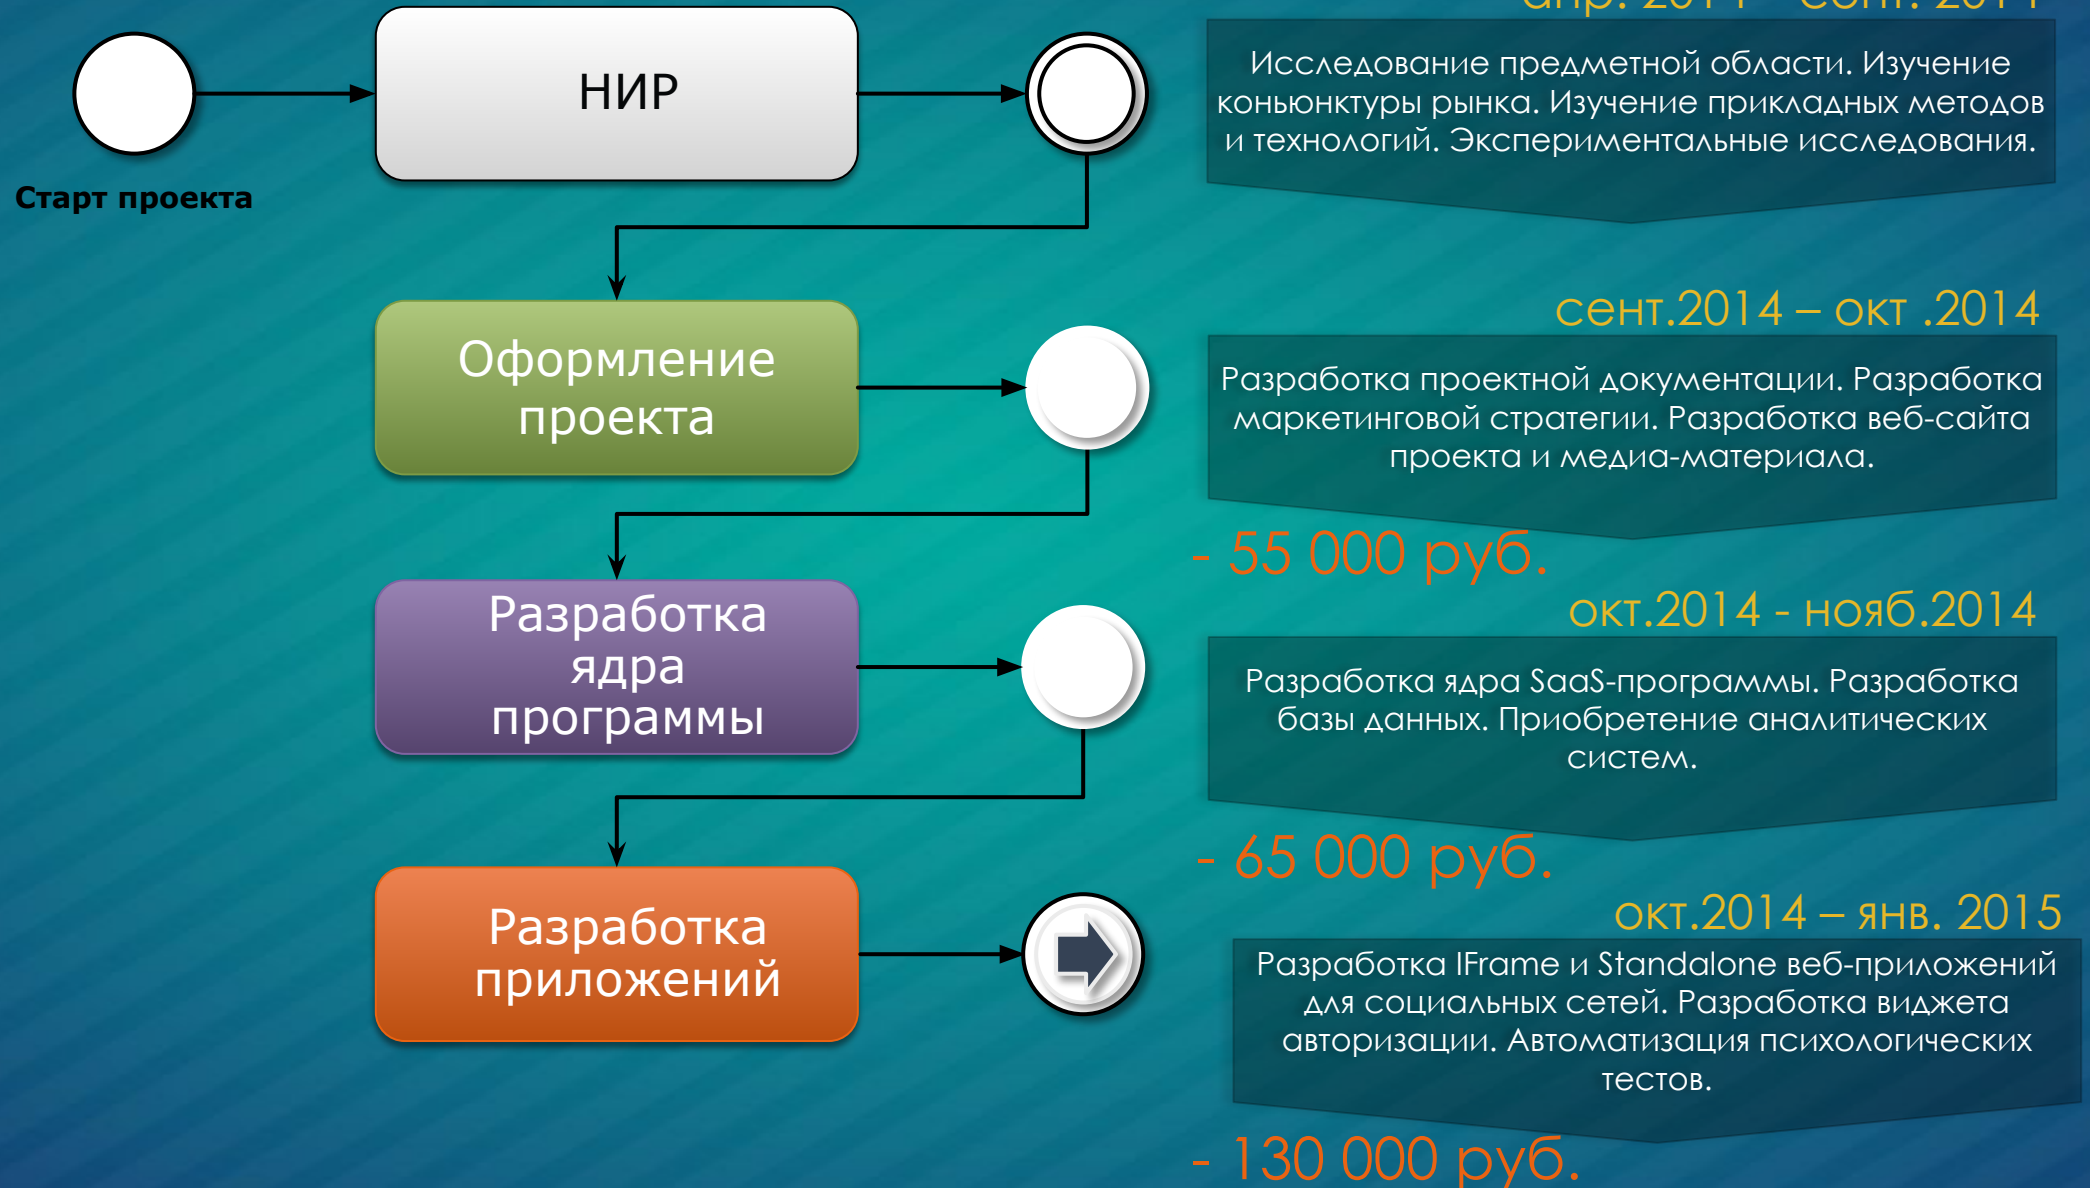 апр. 2014 – сент. 2014
Старт проекта
НИР
Исследование предметной области. Изучение
коньюнктуры рынка. Изучение прикладных методов
и технологий. Экспериментальные исследования.
Оформление
проекта
сент.2014 – окт .2014
Разработка проектной документации. Разработка
маркетинговой стратегии. Разработка веб-сайта
проекта и медиа-материала.
- 55 000 руб.
Разработка
ядра
программы
окт.2014 - нояб.2014
Разработка ядра SaaS-программы. Разработка
базы данных. Приобретение аналитических
систем.
- 65 000 руб.
Разработка
приложений
окт.2014 – янв. 2015
Разработка IFrame и Standalone веб-приложений
для социальных сетей. Разработка виджета
авторизации. Автоматизация психологических
тестов.
- 130 000 руб.